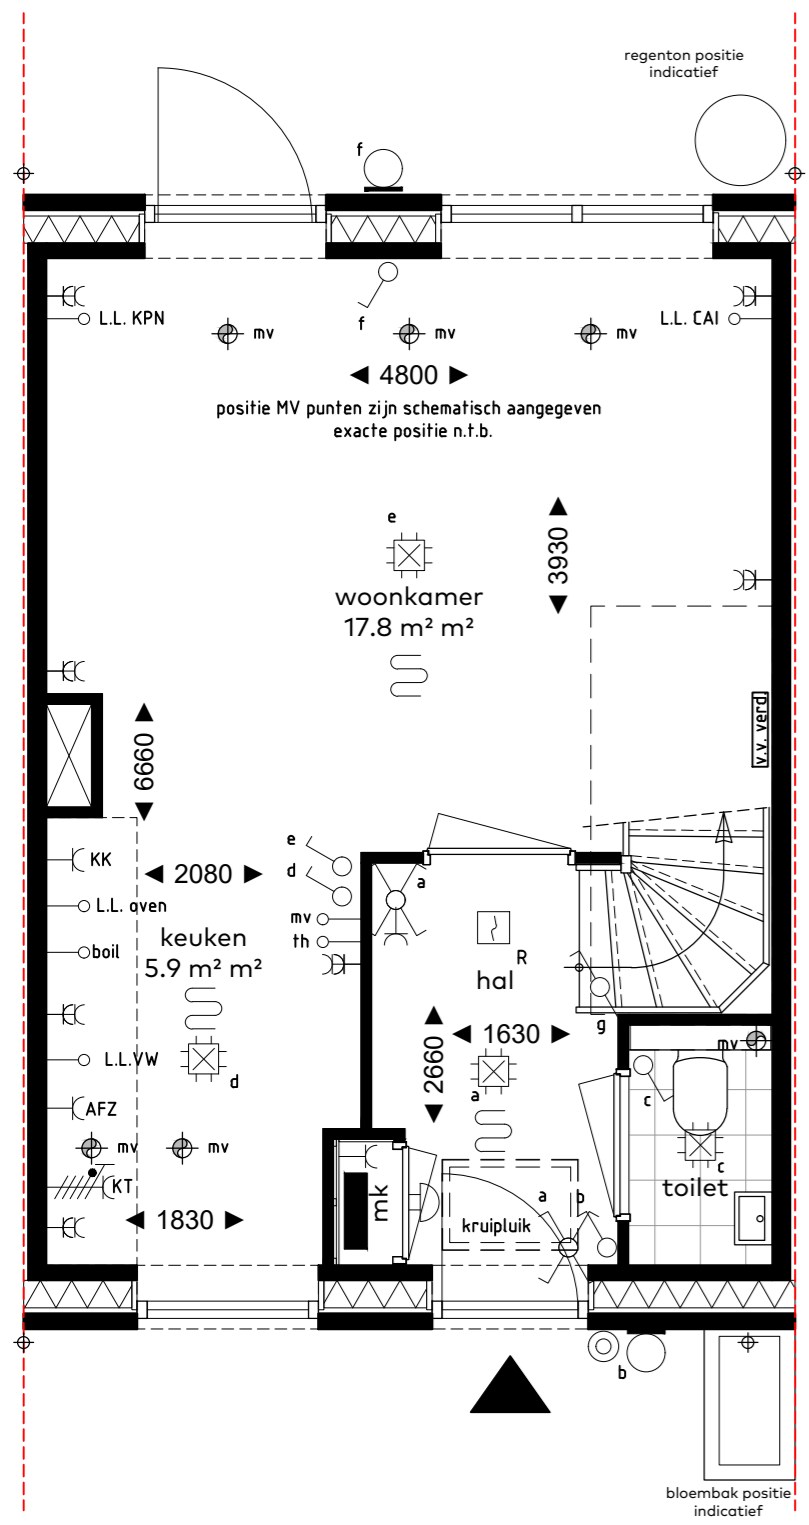 regenton positie
indicatief
f
L.L. KPN
mv
f
mv
mv
L.L. CAI
4800
positie MV punten zijn schematisch aangegeven
exacte positie n.t.b.
e
3930
woonkamer
17.8 m² m²
6660
v.v. verd
e
KK
2080
d
a
L.L. oven
mv
keuken
th
boil
5.9 m² m²
R
hal
g
1630
2660
mv
L.L.VW
d
a
c
AFZ
mv
mv
c
KT
toilet
mk
a
b
1830
kruipluik
b
bloembak positie
indicatief